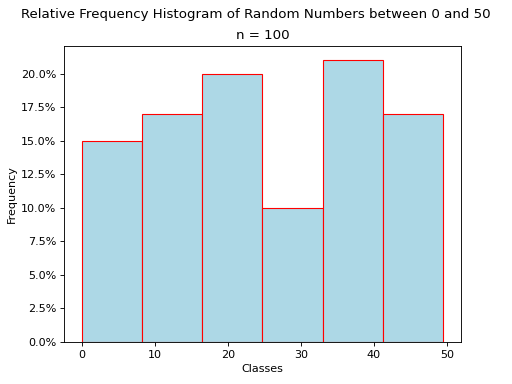 Relative Frequency Histogram of Random Numbers between 0 and 50
n = 100
20.0%
17.5%
15.0%
12.5%
10.0%
7.5%
5.0%
2.5%
0.0%
Frequency
0 10 20 30 40 50
Classes